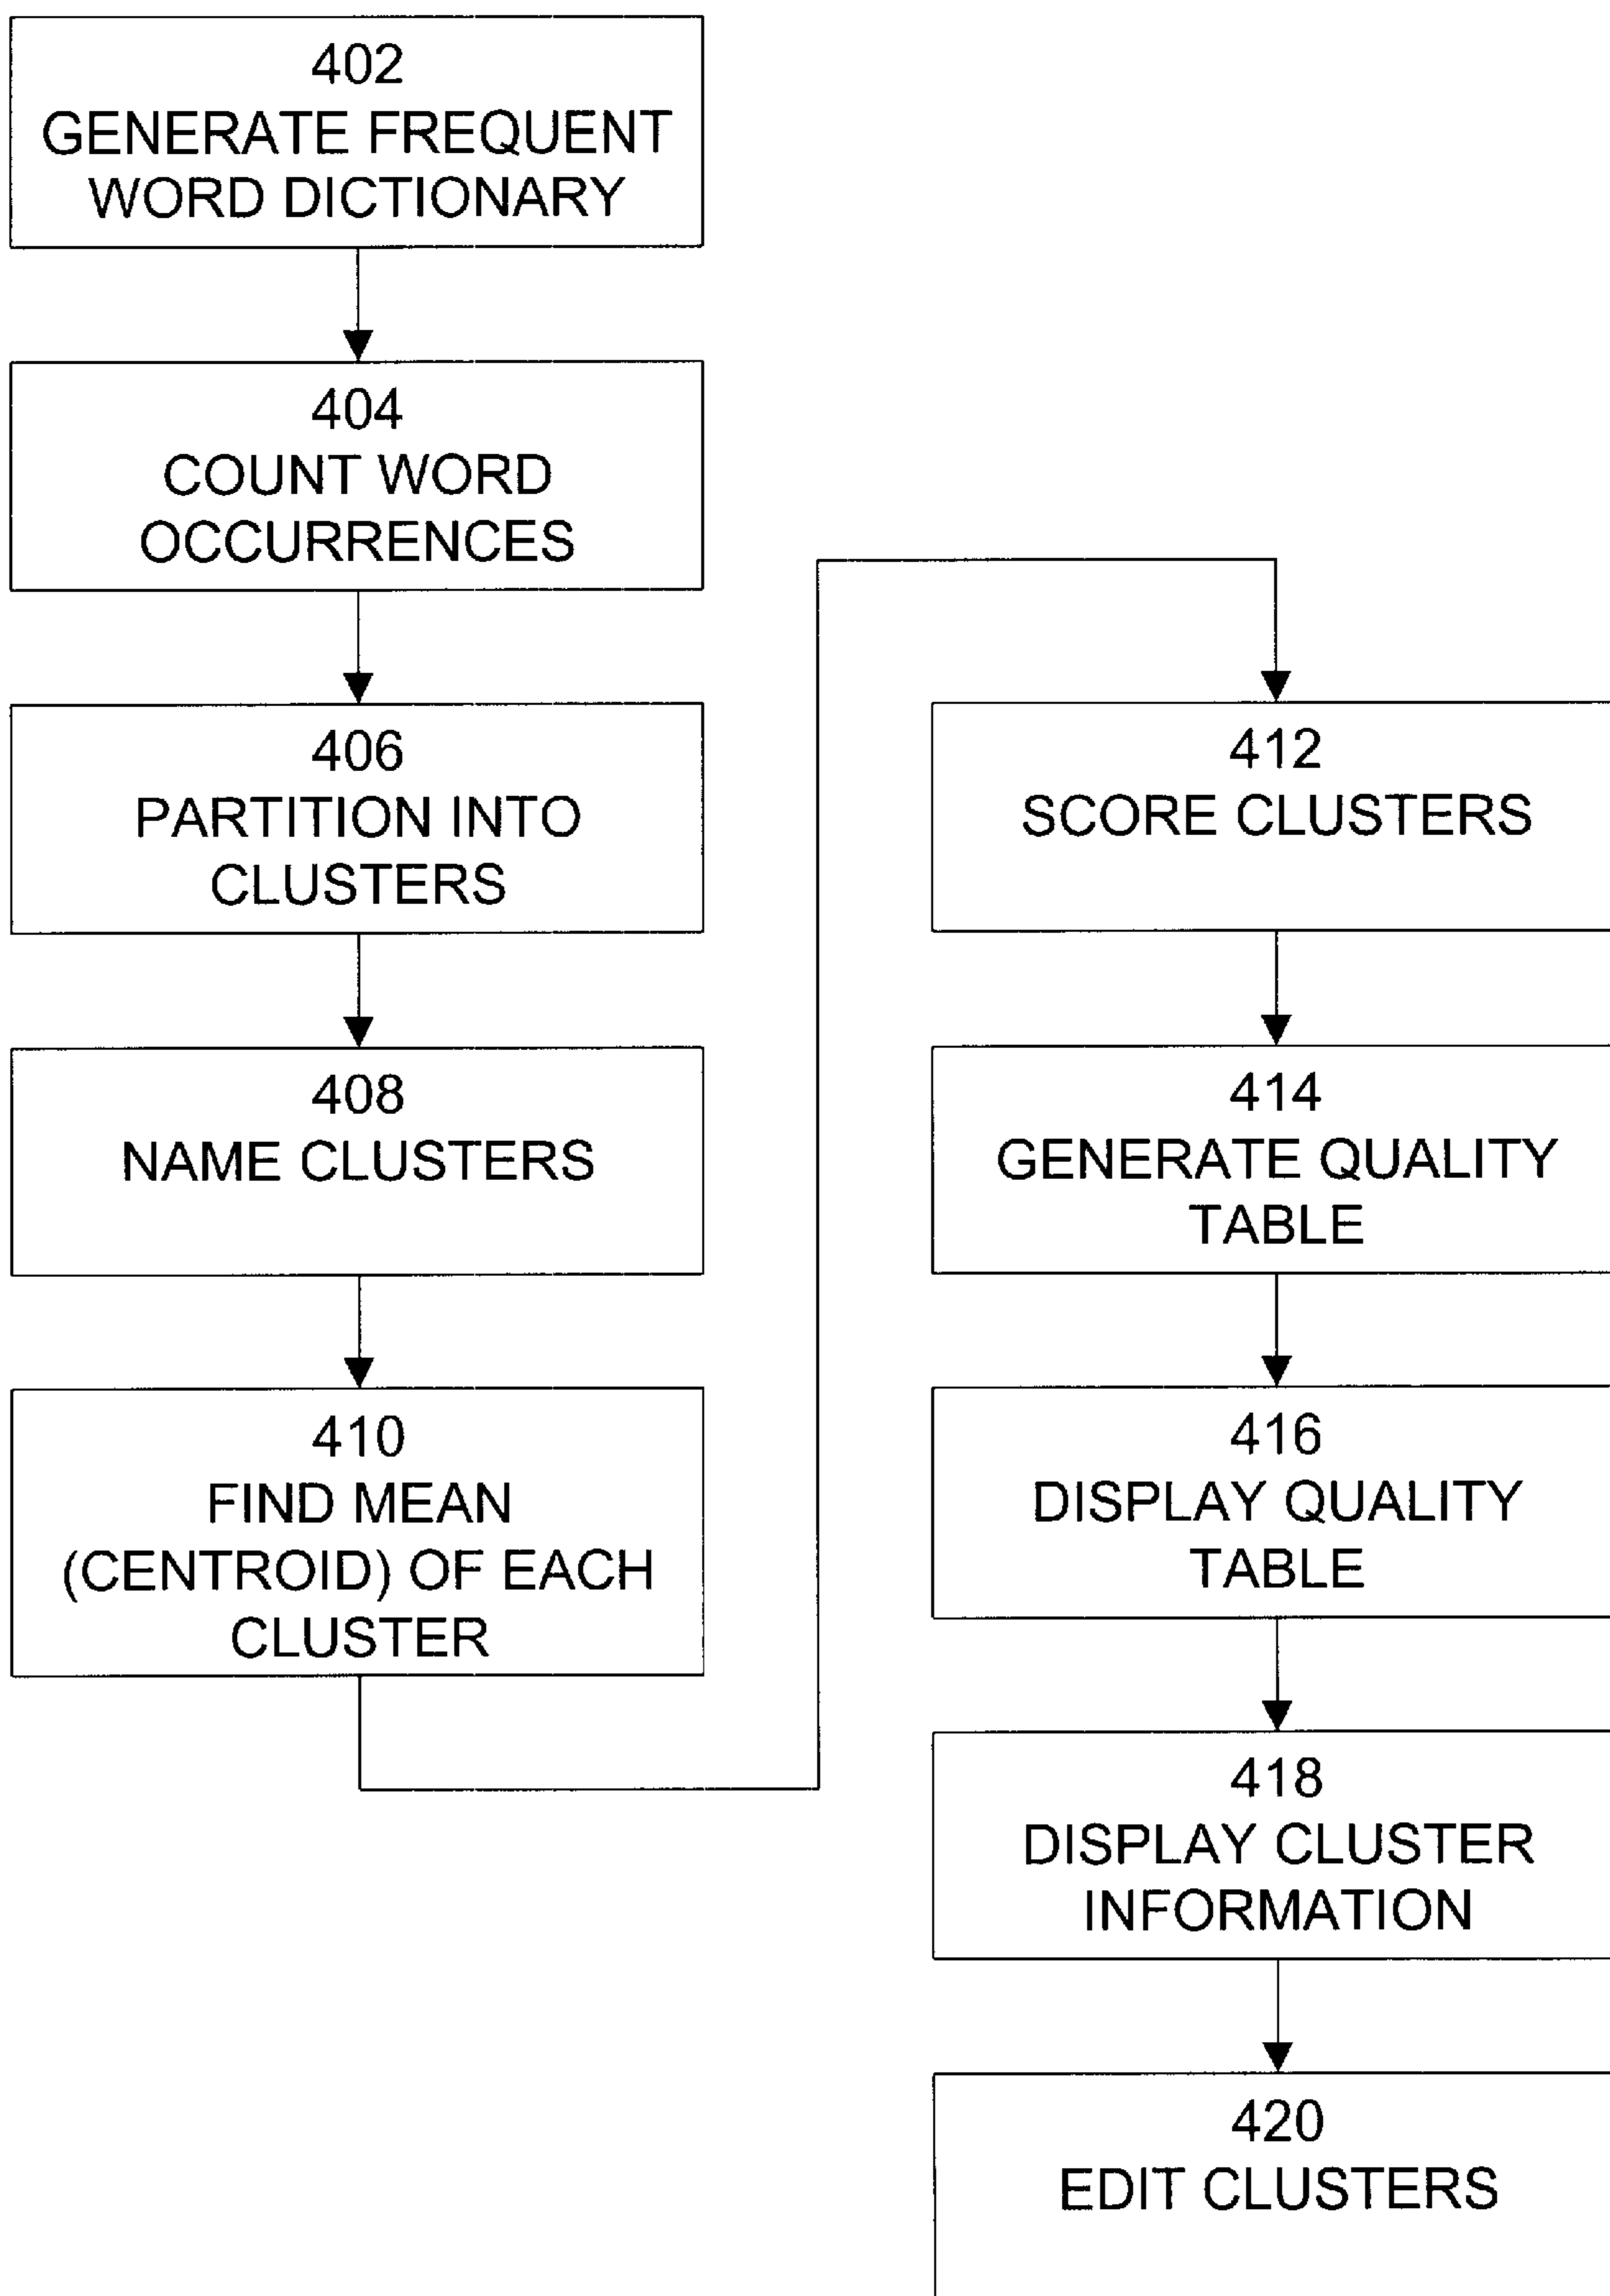 402
GENERATE FREQUENT
WORD DICTIONARY
404
COUNT WORD
OCCURRENCES
406
PARTITION INTO
CLUSTERS
408
NAME CLUSTERS
410
FIND MEAN
(CENTROID) OF EACH
CLUSTER
412
SCORE CLUSTERS
414
GENERATE QUALITY
TABLE
416
DISPLAY QUALITY
TABLE
418
DISPLAY CLUSTER
INFORMATION
420
EDIT CLUSTERS